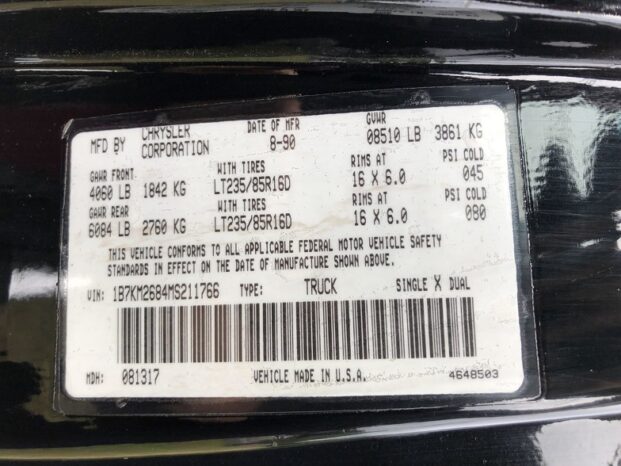 MFD BY CHRYSLER CORPORATION DATE OF MFR 8-90 GVWR 08510 LB 3861 KG
GAWR FRONT WITH TIRES RIMS AT PSI COLD
4060 LB 1842 KG LT235/85R16D 16 X 6.0 045
GAWR REAR WITH TIRES RIMS AT PSI COLD
6084 LB 2760 KG LT235/85R16D 16 X 6.0 080
THIS VEHICLE CONFORMS TO ALL APPLICABLE FEDERAL MOTOR VEHICLE SAFETY
STANDARDS IN EFFECT ON THE DATE OF MANUFACTURE SHOWN ABOVE.
VIN: 1B7KM2684MS211766 TYPE: TRUCK SINGLE X DUAL
MDH: 081317 VEHICLE MADE IN U.S.A. 4648503